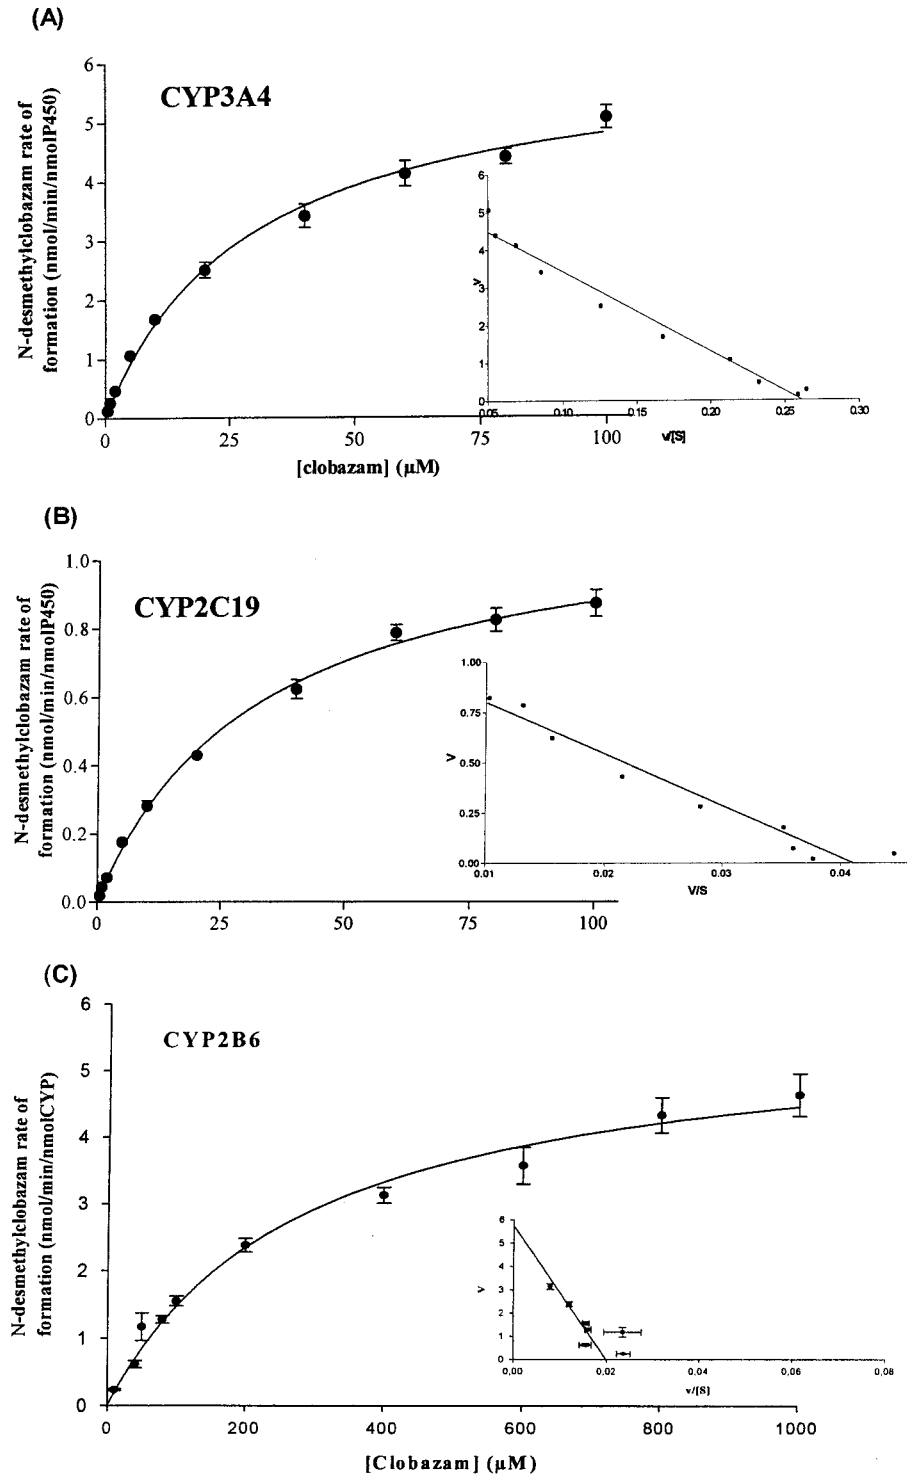 (A)
6
5
4
3
2
1
0
N-desmethylclobazam rate of
formation (nmol/min/nmolP450)
CYP3A4
6
5
4
3
2
1
0
V
0.05 0.10 0.15 0.20 0.25 0.30
v/[S]
0 25 50 75 100
[clobazam] (µM)
(B)
1.0
0.8
0.6
0.4
0.2
0.0
N-desmethylclobazam rate of
formation (nmol/min/nmolP450)
CYP2C19
1.00
0.75
0.50
0.25
0.00
V
0.01 0.02 0.03 0.04
V/S
0 25 50 75 100
(C)
6
5
4
3
2
1
0
N-desmethylclobazam rate of
formation (nmol/min/nmolCYP)
CYP2B6
6
5
4
3
2
1
0
v
0,00 0,02 0,04 0,06 0,08
v/[S]
0 200 400 600 800 1000
[Clobazam] (µM)